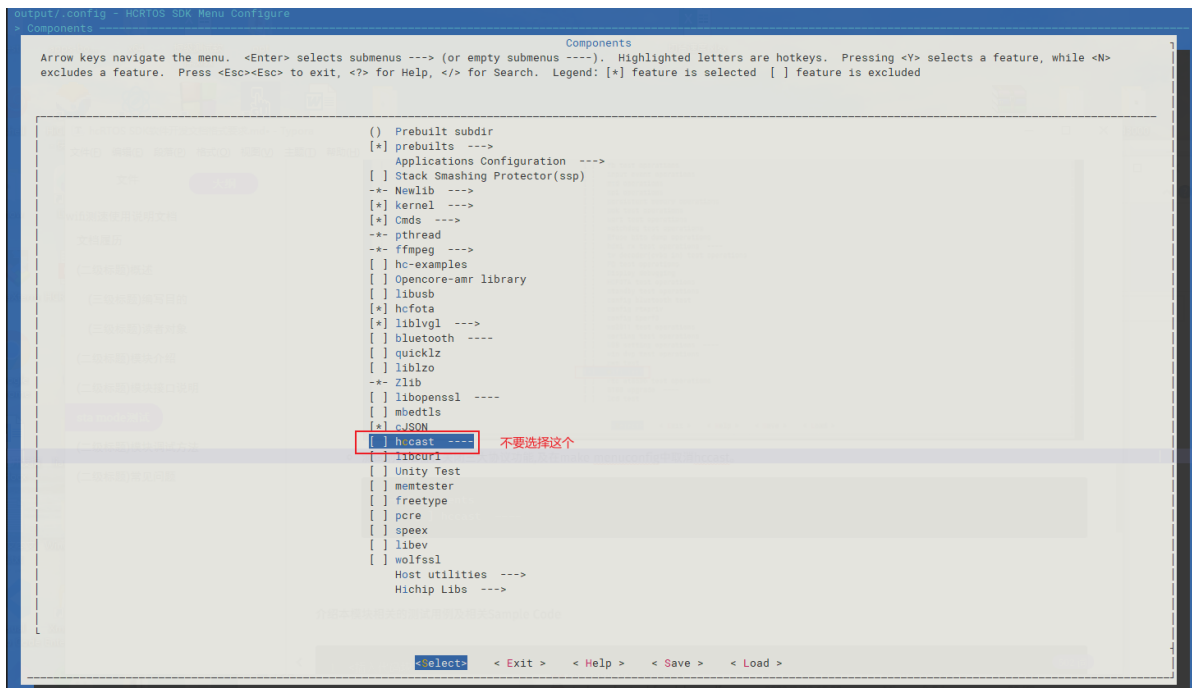 output/.config - HCRTOS SDK Menu Configure
> Components
Components
Arrow keys navigate the menu.  <Enter> selects submenus ---> (or empty submenus ----).  Highlighted letters are hotkeys.  Pressing <Y> selects a feature, while <N>
excludes a feature.  Press <Esc><Esc> to exit, <?> for Help, </> for Search.  Legend: [*] feature is selected  [ ] feature is excluded
()  Prebuilt subdir
[*] prebuilts  --->
Applications Configuration  --->
[ ] Stack Smashing Protector(ssp)
-*- Newlib  --->
[*] kernel  --->
[*] Cmds  --->
-*- pthread
-*- ffmpeg  --->
[ ] hc-examples
[ ] Opencore-amr library
[ ] libusb
[*] hcfota
[*] liblvgl  --->
[ ] bluetooth  ----
[ ] quicklz
[ ] liblzo
-*- Zlib
[ ] libopenssl  ----
[ ] mbedtls
[*] cJSON
[ ] hccast  ---- 不要选择这个
[ ] libcurl
[ ] Unity Test
[ ] memtester
[ ] freetype
[ ] pcre
[ ] speex
[ ] libev
[ ] wolfssl
Host utilities  --->
Hichip Libs  --->
<Select>    < Exit >    < Help >    < Save >    < Load >